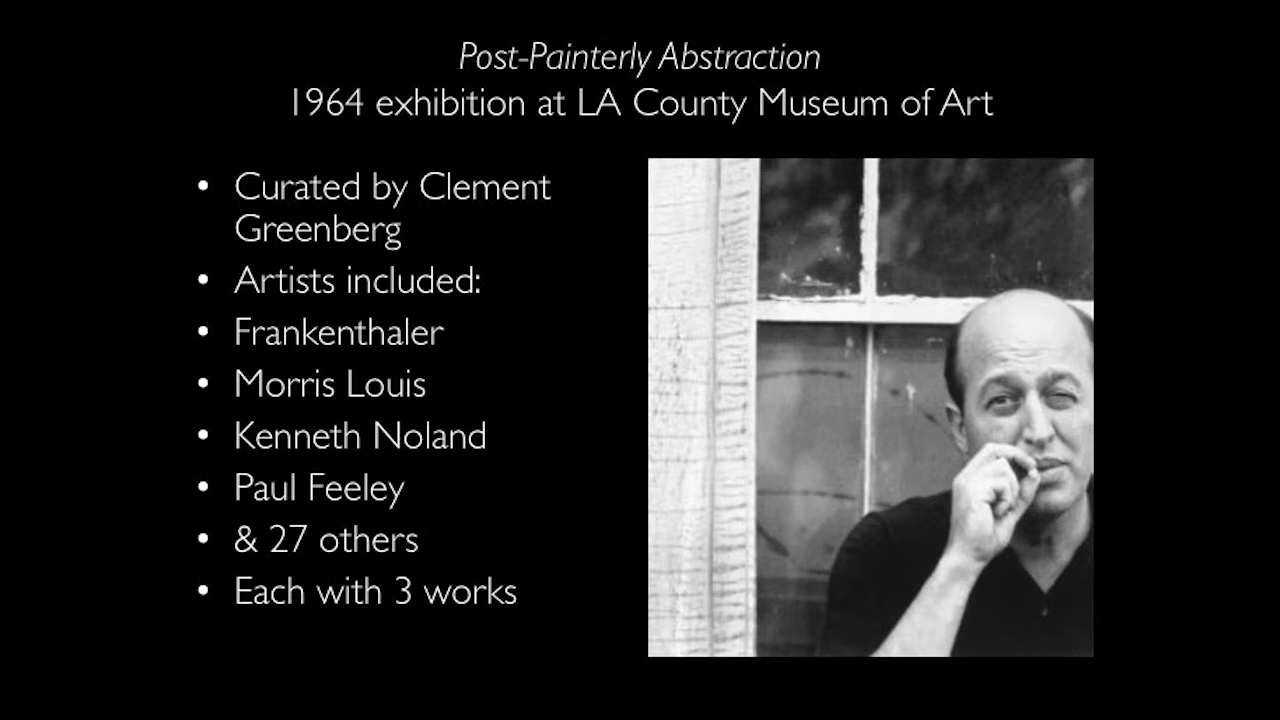 Post-Painterly Abstraction
1964 exhibition at LA County Museum of Art
• Curated by Clement
Greenberg
• Artists included:
• Frankenthaler
• Morris Louis
• Kenneth Noland
• Paul Feeley
• & 27 others
• Each with 3 works